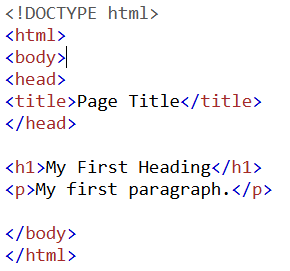 <!DOCTYPE html>
<html>
<body>
<head>
<title>Page Title</title>
</head>
<h1>My First Heading</h1>
<p>My first paragraph.</p>
</body>
</html>